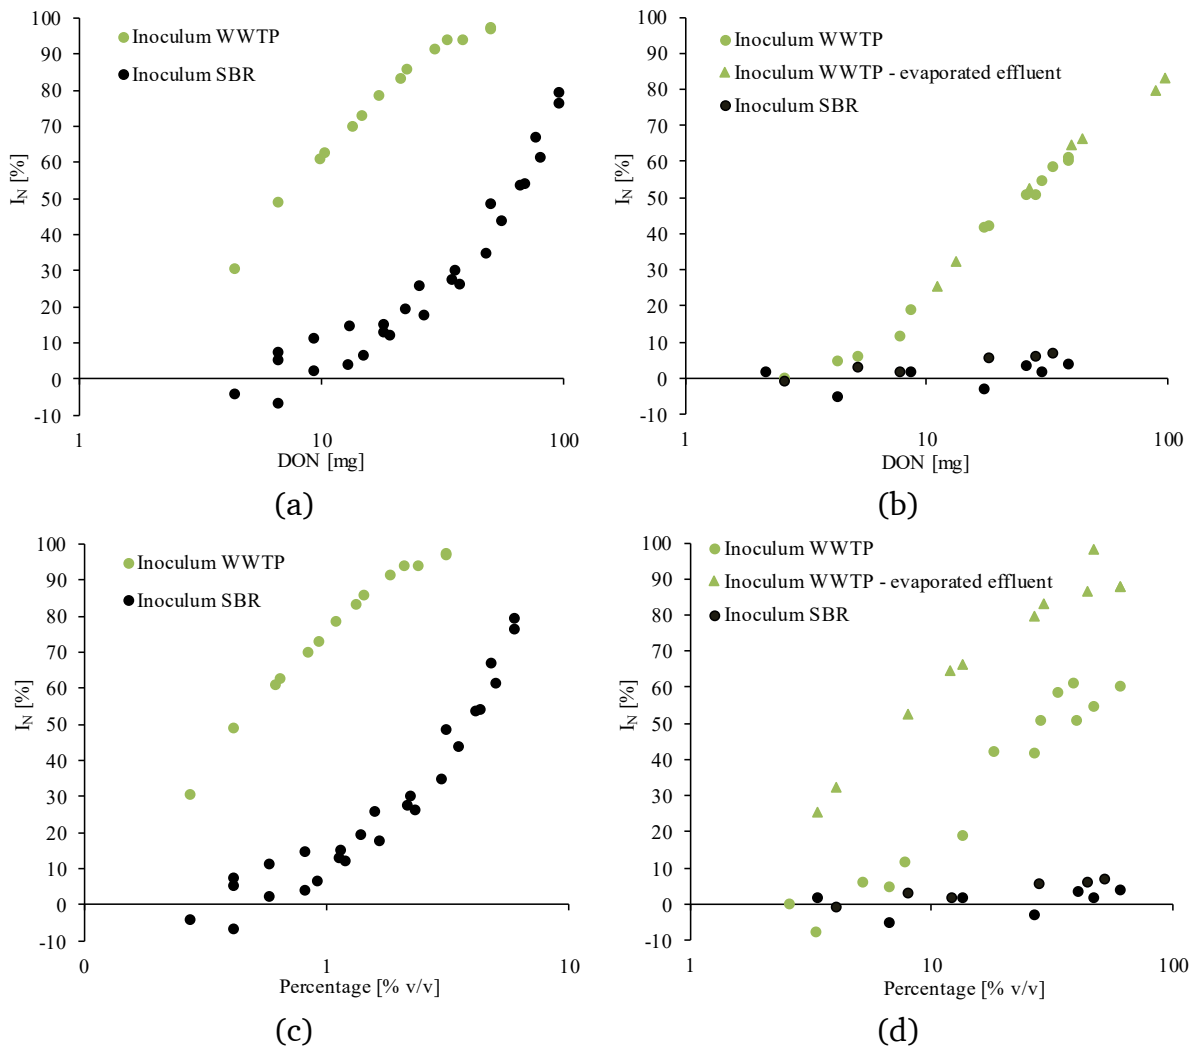 100
90
80
70
60
50
40
30
20
10
0
-10
I_N [%]
Inoculum WWTP
Inoculum SBR
1
10
100
DON [mg]
(a)
100
90
80
70
60
50
40
30
20
10
0
-10
I_N [%]
Inoculum WWTP
Inoculum WWTP - evaporated effluent
Inoculum SBR
1
10
100
DON [mg]
(b)
100
90
80
70
60
50
40
30
20
10
0
-10
I_N [%]
Inoculum WWTP
Inoculum SBR
0
1
10
Percentage [% v/v]
(c)
100
90
80
70
60
50
40
30
20
10
0
-10
I_N [%]
Inoculum WWTP
Inoculum WWTP - evaporated effluent
Inoculum SBR
1
10
100
Percentage [% v/v]
(d)